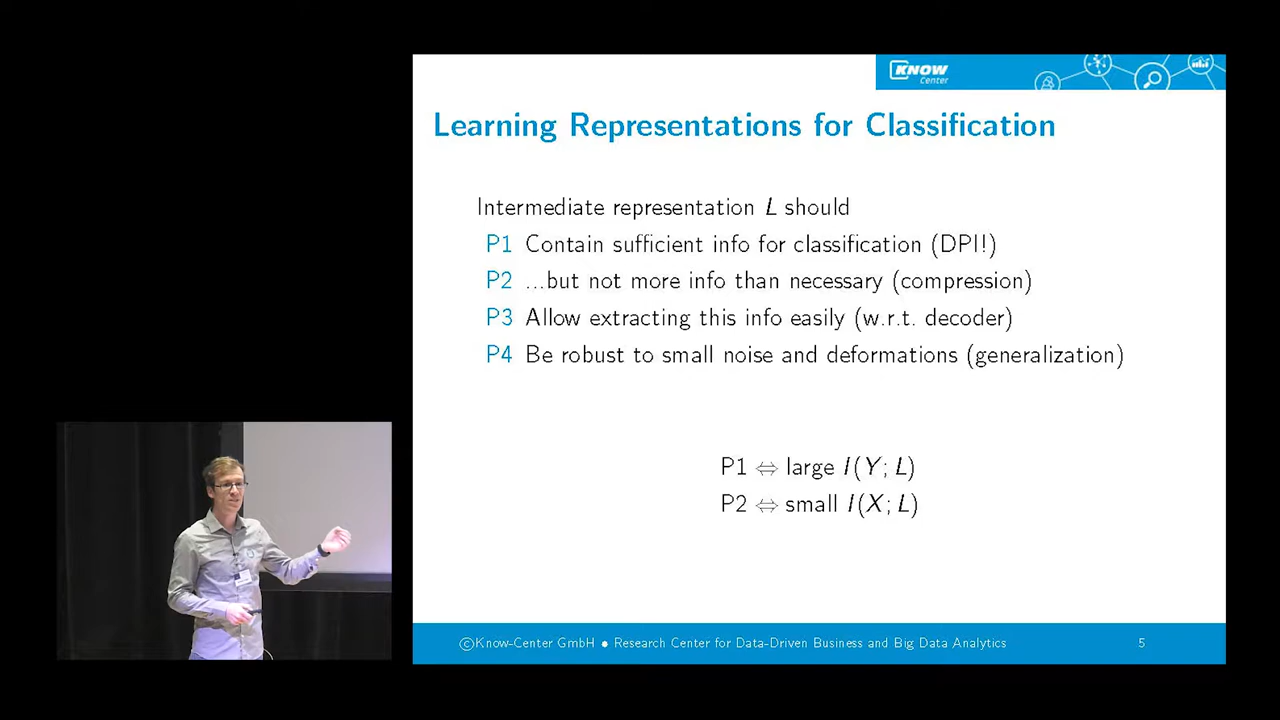 KNOW
Center
Learning Representations for Classification
Intermediate representation L should
P1 Contain sufficient info for classification (DPI!)
P2 ...but not more info than necessary (compression)
P3 Allow extracting this info easily (w.r.t. decoder)
P4 Be robust to small noise and deformations (generalization)
P1 ⇔ large I(Y; L)
P2 ⇔ small I(X; L)
©Know-Center GmbH • Research Center for Data-Driven Business and Big Data Analytics 5